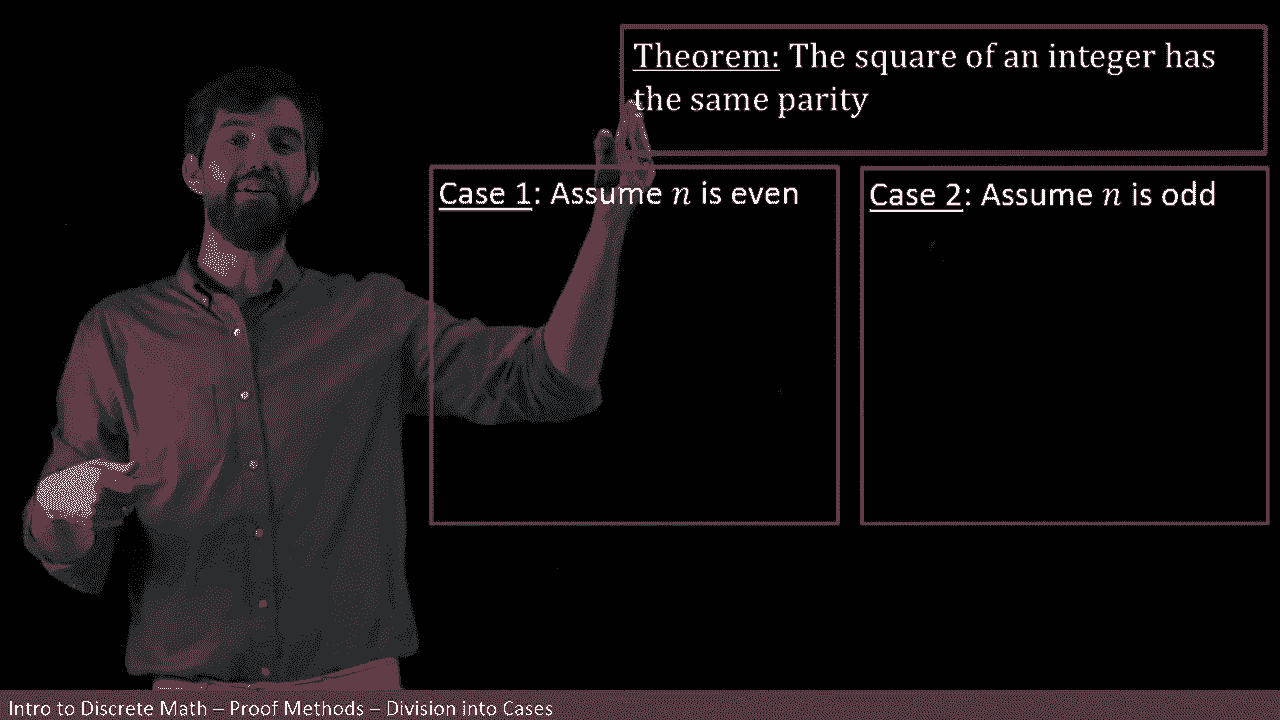 Theorem: The square of an integer has
the same parity
Case 1: Assume n is even
Case 2: Assume n is odd
Intro to Discrete Math – Proof Methods – Division into Cases